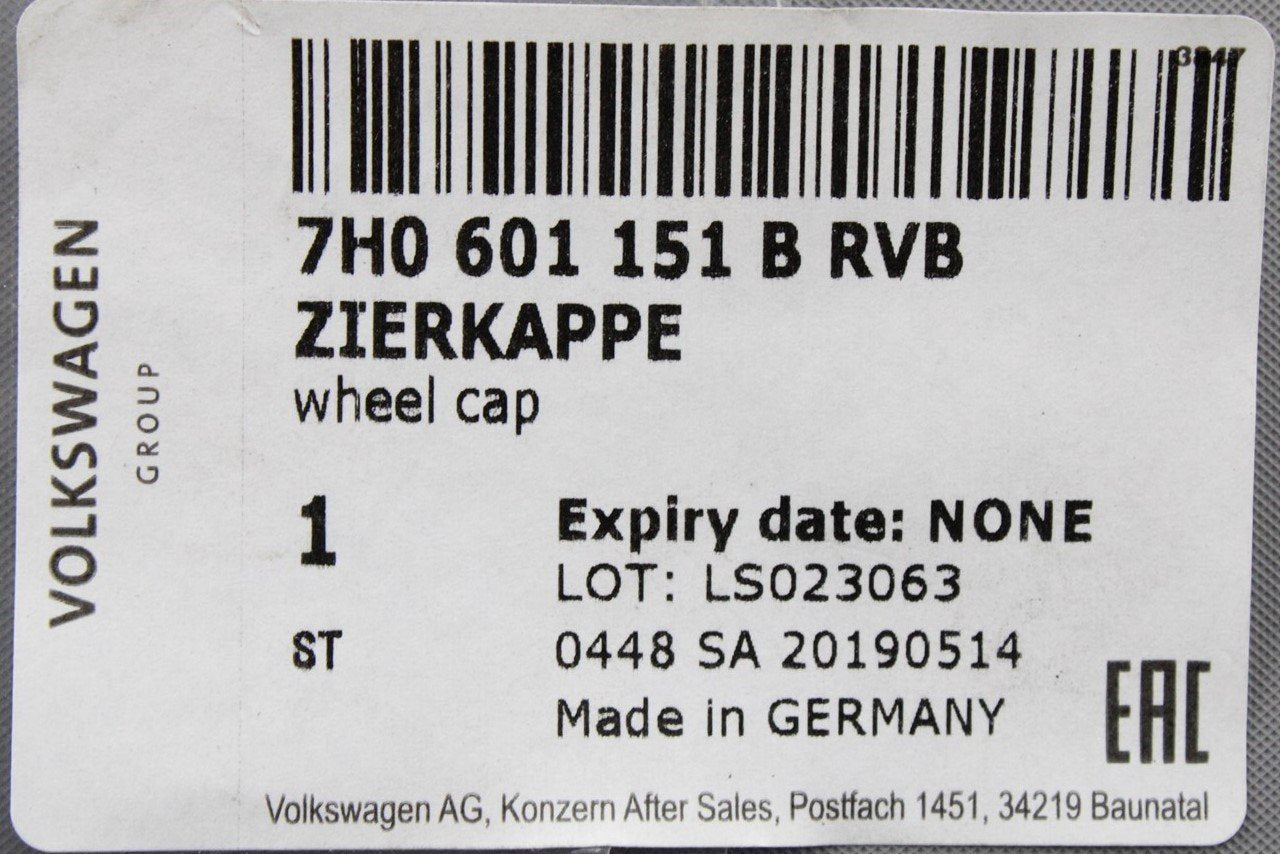 VOLKSWAGEN
GROUP
7H0 601 151 B RVB
ZIERKAPPE
wheel cap
1
Expiry date: NONE
LOT: LS023063
ST
0448 SA 20190514
Made in GERMANY
EAC
Volkswagen AG, Konzern After Sales, Postfach 1451, 34219 Baunatal